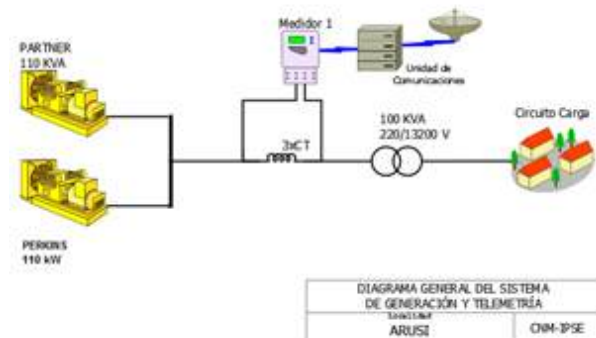 PARTNER
110 KVA
Medidor 1
Unidad de
Comunicaciones
3xCT
100 KVA
220/13200 V
Circuito Carga
PERKINS
110 kW
DIAGRAMA GENERAL DEL SISTEMA
DE GENERACIÓN Y TELEMETRÍA
Localidad
ARUSI
CNM-IPSE